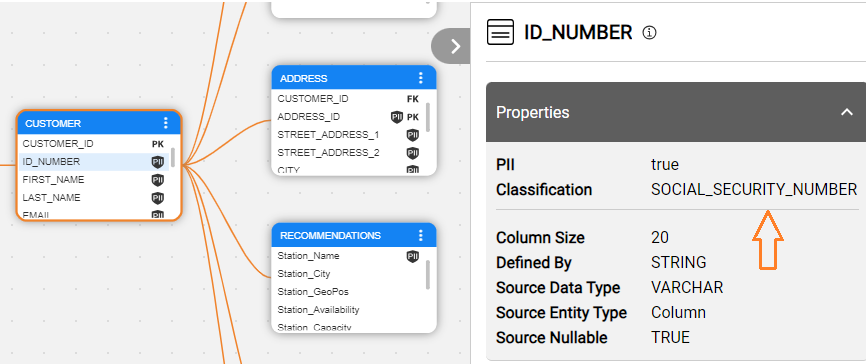 CUSTOMER
CUSTOMER_ID PK
ID_NUMBER PII
FIRST_NAME PII
LAST_NAME PII
EMAIL PII
ADDRESS
CUSTOMER_ID FK
ADDRESS_ID PII PK
STREET_ADDRESS_1 PII
STREET_ADDRESS_2 PII
CITY PII
RECOMMENDATIONS
Station_Name PII
Station_City
Station_GeoPos
Station_Availability
Station_Capacity
ID_NUMBER
Properties
PII true
Classification SOCIAL_SECURITY_NUMBER
Column Size 20
Defined By STRING
Source Data Type VARCHAR
Source Entity Type Column
Source Nullable TRUE